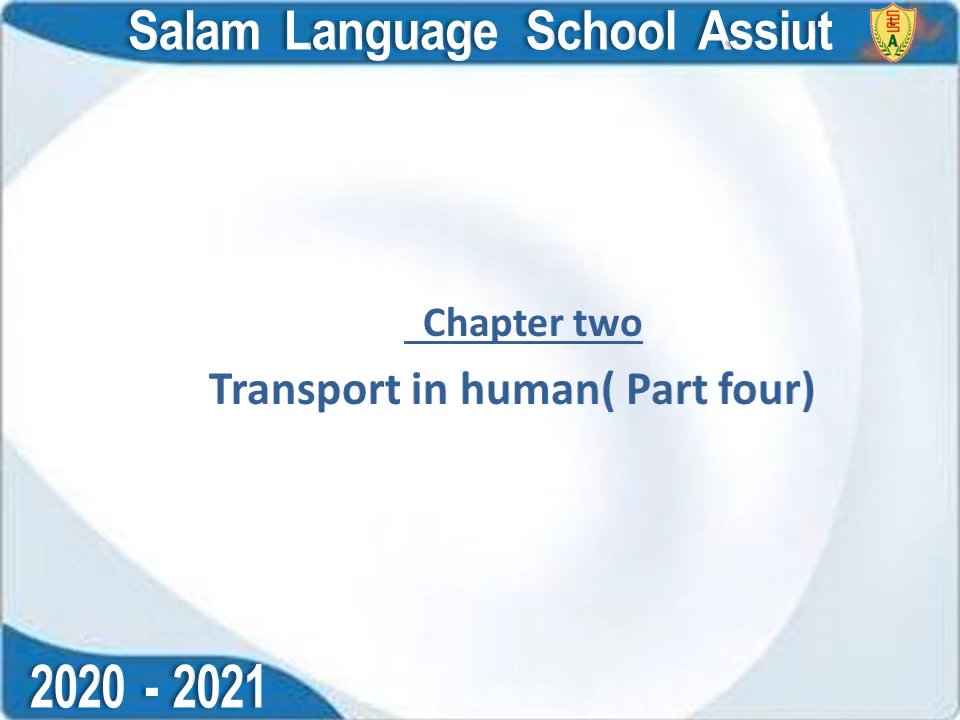 Salam Language School Assiut
Chapter two
Transport in human( Part four)
2020 - 2021